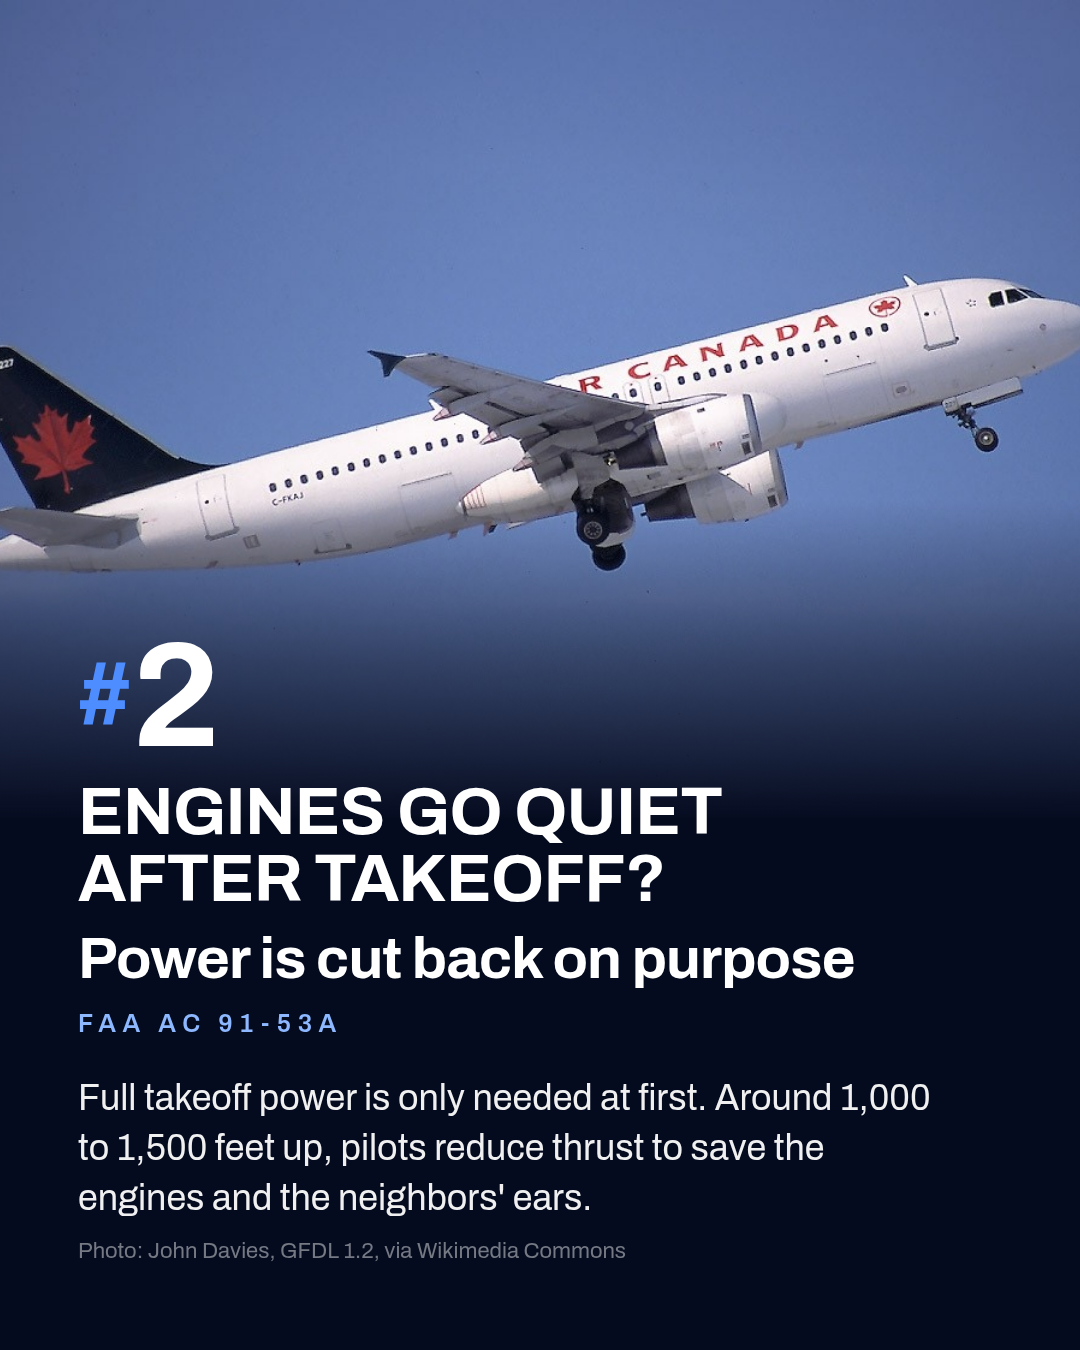 227
R CANADA
C-FKAJ
#2
ENGINES GO QUIET
AFTER TAKEOFF?
Power is cut back on purpose
FAA AC 91-53A
Full takeoff power is only needed at first. Around 1,000
to 1,500 feet up, pilots reduce thrust to save the
engines and the neighbors' ears.
Photo: John Davies, GFDL 1.2, via Wikimedia Commons